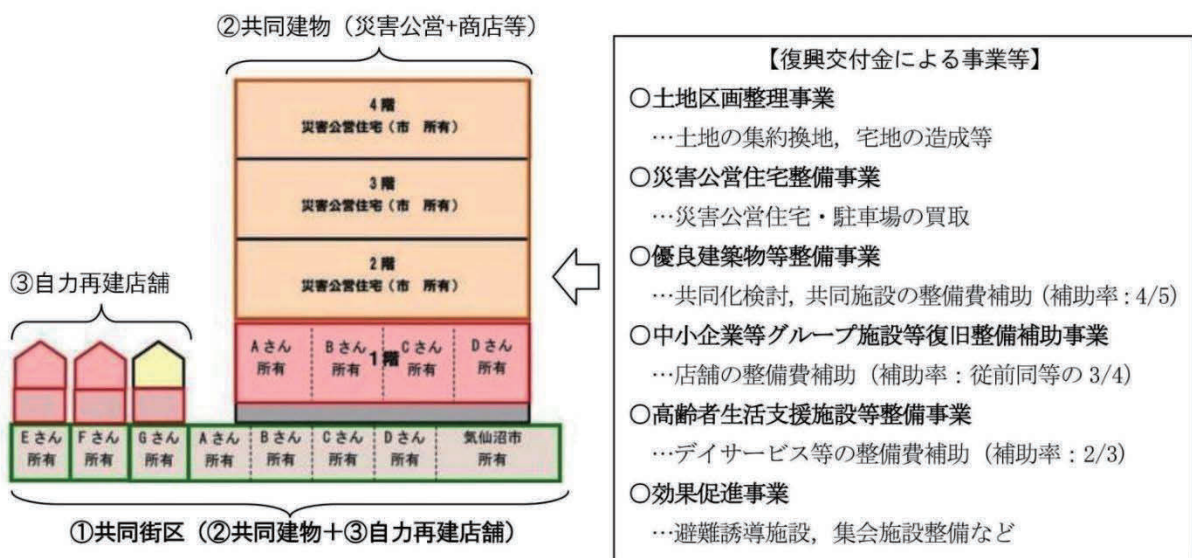 ②共同建物（災害公営+商店等）
4階
災害公営住宅（市　所有）
3階
災害公営住宅（市　所有）
2階
災害公営住宅（市　所有）
③自力再建店舗
1階
Aさん
所有
Bさん
所有
Cさん
所有
Dさん
所有
Eさん
所有
Fさん
所有
Gさん
所有
Aさん
所有
Bさん
所有
Cさん
所有
Dさん
所有
気仙沼市
所有
①共同街区（②共同建物＋③自力再建店舗）
【復興交付金による事業等】
○土地区画整理事業
…土地の集約換地，宅地の造成等
○災害公営住宅整備事業
…災害公営住宅・駐車場の買取
○優良建築物等整備事業
…共同化検討，共同施設の整備費補助（補助率：4/5）
○中小企業等グループ施設等復旧整備補助事業
…店舗の整備費補助（補助率：従前同等の 3/4）
○高齢者生活支援施設等整備事業
…デイサービス等の整備費補助（補助率：2/3）
○効果促進事業
…避難誘導施設，集会施設整備など